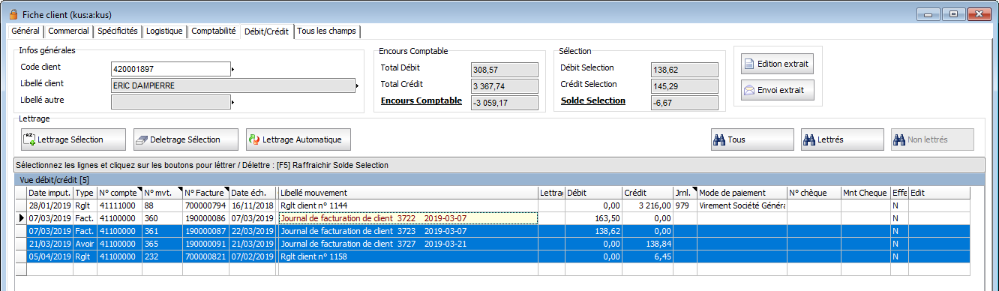 Fiche client (kus:a:kus)
Général Commercial Spécificités Logistique Comptabilité Débit/Crédit Tous les champs
Infos générales
Code client 420001897
Libellé client ERIC DAMPIERRE
Libellé autre
Encours Comptable
Total Débit 308,57
Total Crédit 3 367,74
Encours Comptable -3 059,17
Sélection
Débit Selection 138,62
Crédit Selection 145,29
Solde Selection -6,67
Edition extrait
Envoi extrait
Lettrage
Lettrage Sélection Deletrage Sélection Lettrage Automatique Tous Lettrés Non lettrés
Sélectionnez les lignes et cliquez sur les boutons pour léttrer / Délettre : [F5] Raffraichir Solde Selection
Vue débit/crédit [5]
Date imput. Type N° compte N° mvt. N° Facture Date éch. Libellé mouvement Lettrag Débit Crédit Jrnl. Mode de paiement N° chèque Mnt Cheque Effe Edit
28/01/2019 Rglt 41111000 88 700000794 16/11/2018 Rglt client n° 1144 0,00 3 216,00 979 Virement Société Généra N
07/03/2019 Fact. 41100000 360 190000086 07/03/2019 Journal de facturation de client 3722 2019-03-07 163,50 0,00 N
07/03/2019 Fact. 41100000 361 190000087 22/03/2019 Journal de facturation de client 3723 2019-03-07 138,62 0,00 N
21/03/2019 Avoir 41100000 365 190000091 21/03/2019 Journal de facturation de client 3727 2019-03-21 0,00 138,84 N
05/04/2019 Rglt 41100000 232 700000821 07/02/2019 Rglt client n° 1158 0,00 6,45 N